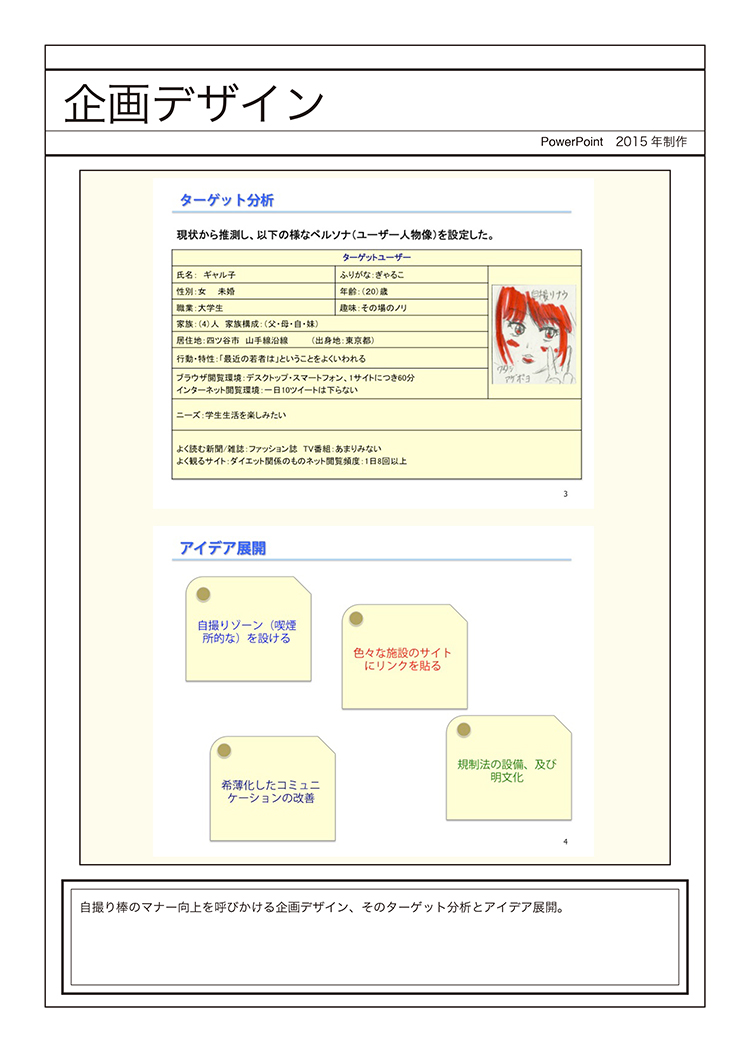 企画デザイン
PowerPoint　2015 年制作
ターゲット分析
現状から推測し、以下の様なペルソナ（ユーザー人物像）を設定した。
ターゲットユーザー
氏名： ギャル子
ふりがな：ぎゃるこ
性別：女　未婚
年齢：（20）歳
職業：大学生
趣味：その場のノリ
家族：（4）人　家族構成：（父・母・自・妹）
居住地：四ツ谷市　山手線沿線　　（出身地：東京都）
行動・特性：「最近の若者は」ということをよくいわれる
ブラウザ閲覧環境：デスクトップ・スマートフォン、1サイトにつき60分
インターネット閲覧環境：一日10ツイートは下らない
ニーズ：学生生活を楽しみたい
よく読む新聞/雑誌：ファッション誌　TV番組：あまりみない
よく観るサイト：ダイエット関係のものネット閲覧頻度：1日8回以上
自撮りナウ
ワタシ
アゲポヨ
3
アイデア展開
自撮りゾーン（喫煙
所的な）を設ける
色々な施設のサイト
にリンクを貼る
希薄化したコミュニ
ケーションの改善
規制法の設備、及び
明文化
4
自撮り棒のマナー向上を呼びかける企画デザイン、そのターゲット分析とアイデア展開。